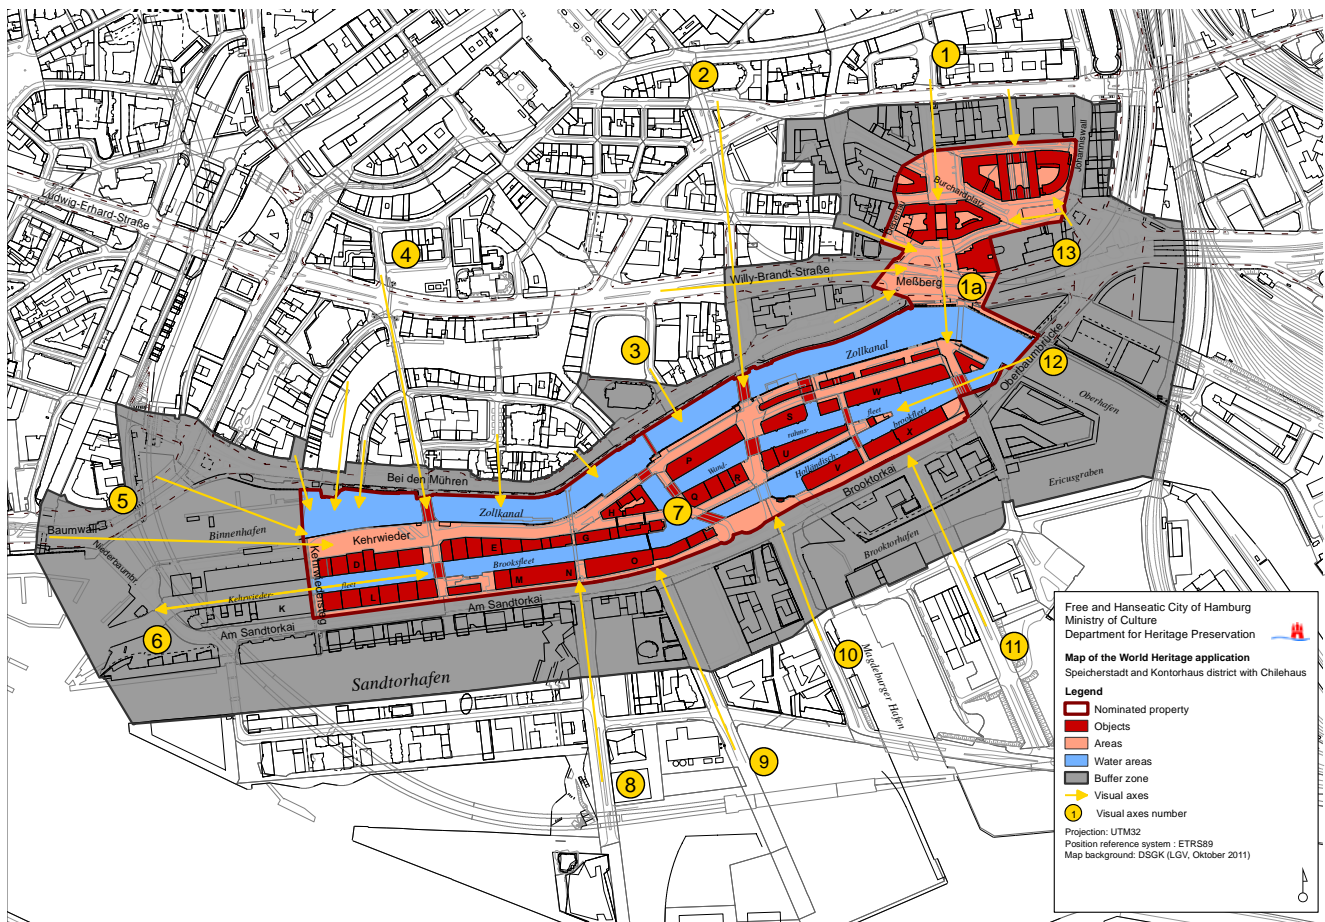 1
2
Johanniswall
Burchardplatz
Ludwig-Erhard-Straße
4
13
Willy-Brandt-Straße
Meßberg
1a
3
Zollkanal
Oberbaumbrücke
12
W
Oberhafen
S
fleet
brookfleet
rahms-
X
P
U
Wand-
Holländisch-
Bei den Mühren
R
V
Brooktorkai
Ericusgraben
5
Q
Zollkanal
H
7
Baumwall
Binnenhafen
Kehrwieder
G
Brooktorhafen
Niederbaumbr.
E
D
Brooksfleet
O
Kehrwiedersteg
fleet
M
N
Kehrwieder-
L
K
Am Sandtorkai
Am Sandtorkai
6
10
11
Magdeburger Hafen
Sandtorhafen
9
8
Free and Hanseatic City of Hamburg
Ministry of Culture
Department for Heritage Preservation
Map of the World Heritage application
Speicherstadt and Kontorhaus district with Chilehaus
Legend
Nominated property
Objects
Areas
Water areas
Buffer zone
Visual axes
1 Visual axes number
Projection: UTM32
Position reference system : ETRS89
Map background: DSGK (LGV, Oktober 2011)